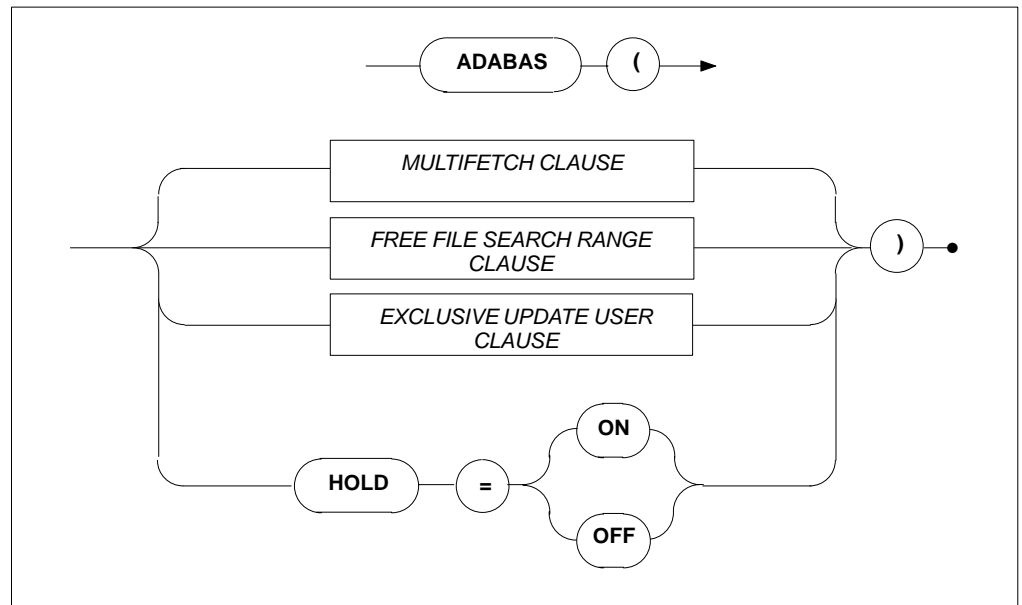 ADABAS (
MULTIFETCH CLAUSE
FREE FILE SEARCH RANGE
CLAUSE
)
EXCLUSIVE UPDATE USER
CLAUSE
ON
HOLD =
OFF